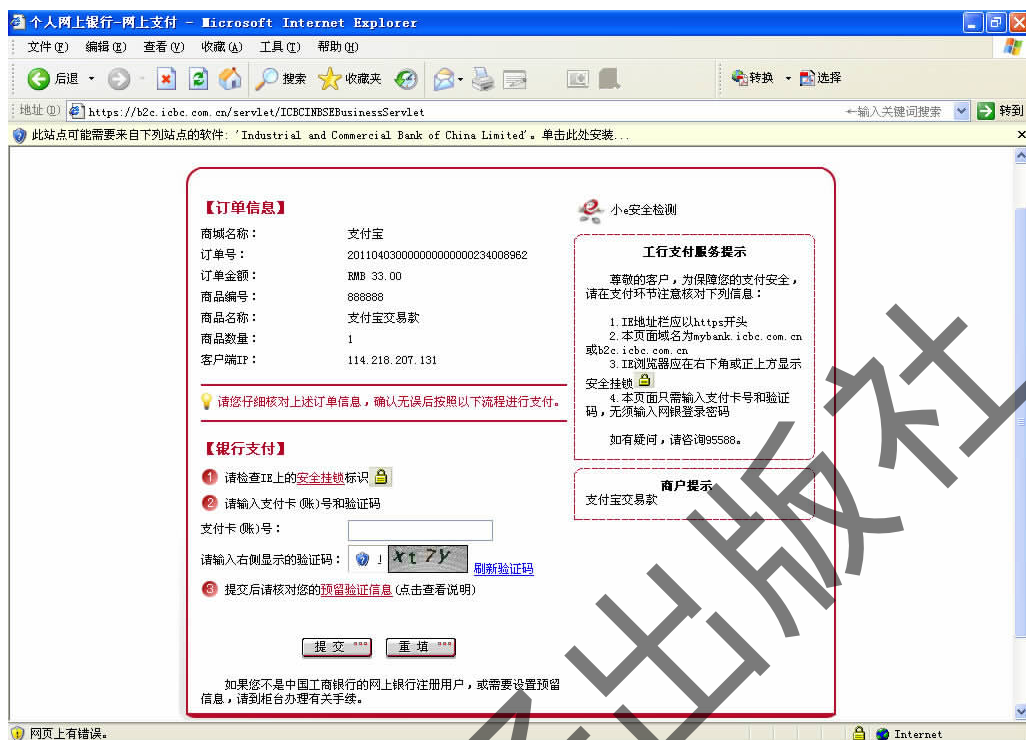 个人网上银行-网上支付 - Microsoft Internet Explorer
文件(F) 编辑(E) 查看(V) 收藏(A) 工具(T) 帮助(H)
后退 搜索 收藏夹 转换 选择
地址(D) https://b2c.icbc.com.cn/servlet/ICBCINBSEBusinessServlet ←输入关键词搜索 转到
此站点可能需要来自下列站点的软件: 'Industrial and Commercial Bank of China Limited'。单击此处安装...
【订单信息】
商城名称： 支付宝
订单号： 201104030000000000000234008962
订单金额： RMB 33.00
商品编号： 888888
商品名称： 支付宝交易款
商品数量： 1
客户端IP： 114.218.207.131
请您仔细核对上述订单信息，确认无误后按照以下流程进行支付。
【银行支付】
1 请检查IE上的安全挂锁标识
2 请输入支付卡(账)号和验证码
支付卡(账)号：
请输入右侧显示的验证码： xt7y 刷新验证码
3 提交后请核对您的预留验证信息(点击查看说明)
提交 重填
如果您不是中国工商银行的网上银行注册用户，或需要设置预留
信息，请到柜台办理有关手续。
小e安全检测
工行支付服务提示
尊敬的客户，为保障您的支付安全，
请在支付环节注意核对下列信息：
1.IE地址栏应以https开头
2.本页面域名为mybank.icbc.com.cn
或b2c.icbc.com.cn
3.IE浏览器应在右下角或正上方显示
安全挂锁
4.本页面只需输入支付卡号和验证
码，无须输入网银登录密码
如有疑问，请咨询95588。
商户提示
支付宝交易款
网页上有错误。 Internet
出版社